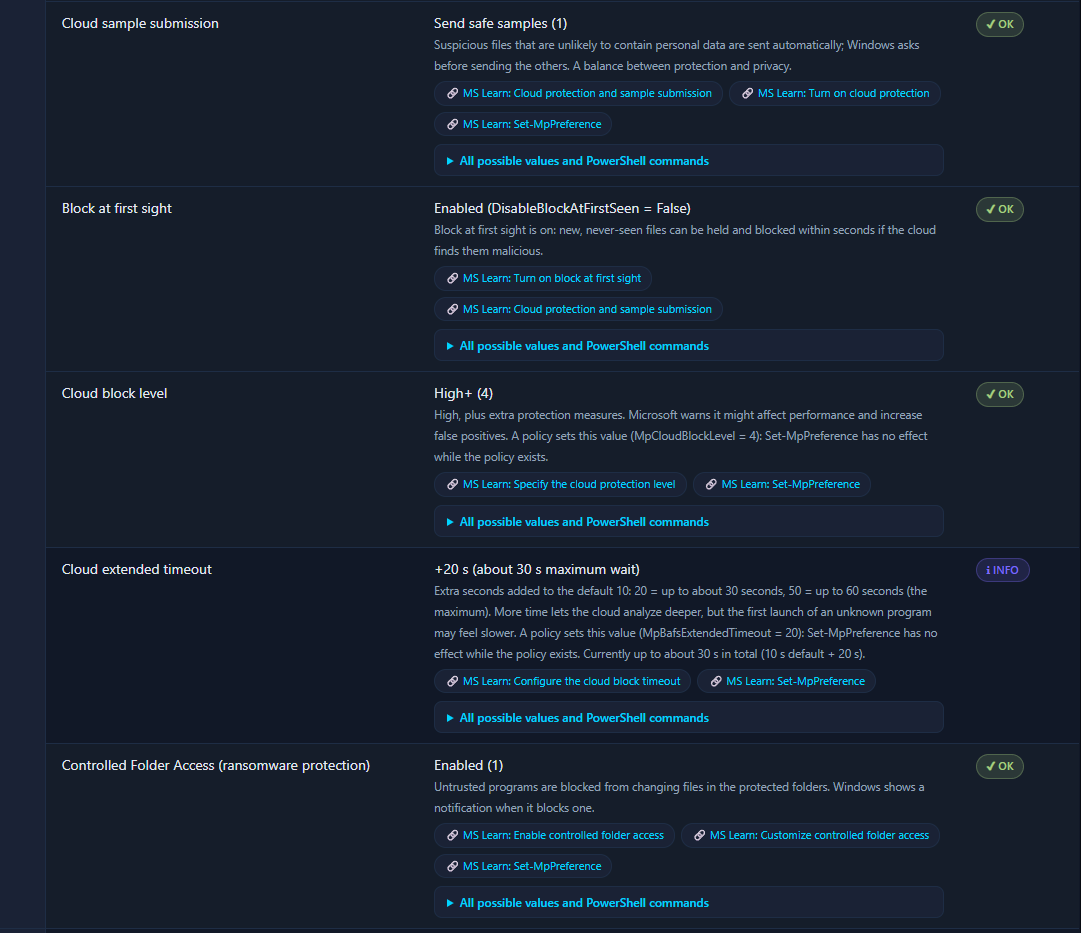 Cloud sample submission
Send safe samples (1)
✔ OK
Suspicious files that are unlikely to contain personal data are sent automatically; Windows asks
before sending the others. A balance between protection and privacy.
MS Learn: Cloud protection and sample submission
MS Learn: Turn on cloud protection
MS Learn: Set-MpPreference
All possible values and PowerShell commands
Block at first sight
Enabled (DisableBlockAtFirstSeen = False)
✔ OK
Block at first sight is on: new, never-seen files can be held and blocked within seconds if the cloud
finds them malicious.
MS Learn: Turn on block at first sight
MS Learn: Cloud protection and sample submission
All possible values and PowerShell commands
Cloud block level
High+ (4)
✔ OK
High, plus extra protection measures. Microsoft warns it might affect performance and increase
false positives. A policy sets this value (MpCloudBlockLevel = 4): Set-MpPreference has no effect
while the policy exists.
MS Learn: Specify the cloud protection level
MS Learn: Set-MpPreference
All possible values and PowerShell commands
Cloud extended timeout
+20 s (about 30 s maximum wait)
ℹ INFO
Extra seconds added to the default 10: 20 = up to about 30 seconds, 50 = up to 60 seconds (the
maximum). More time lets the cloud analyze deeper, but the first launch of an unknown program
may feel slower. A policy sets this value (MpBafsExtendedTimeout = 20): Set-MpPreference has no
effect while the policy exists. Currently up to about 30 s in total (10 s default + 20 s).
MS Learn: Configure the cloud block timeout
MS Learn: Set-MpPreference
All possible values and PowerShell commands
Controlled Folder Access (ransomware protection)
Enabled (1)
✔ OK
Untrusted programs are blocked from changing files in the protected folders. Windows shows a
notification when it blocks one.
MS Learn: Enable controlled folder access
MS Learn: Customize controlled folder access
MS Learn: Set-MpPreference
All possible values and PowerShell commands